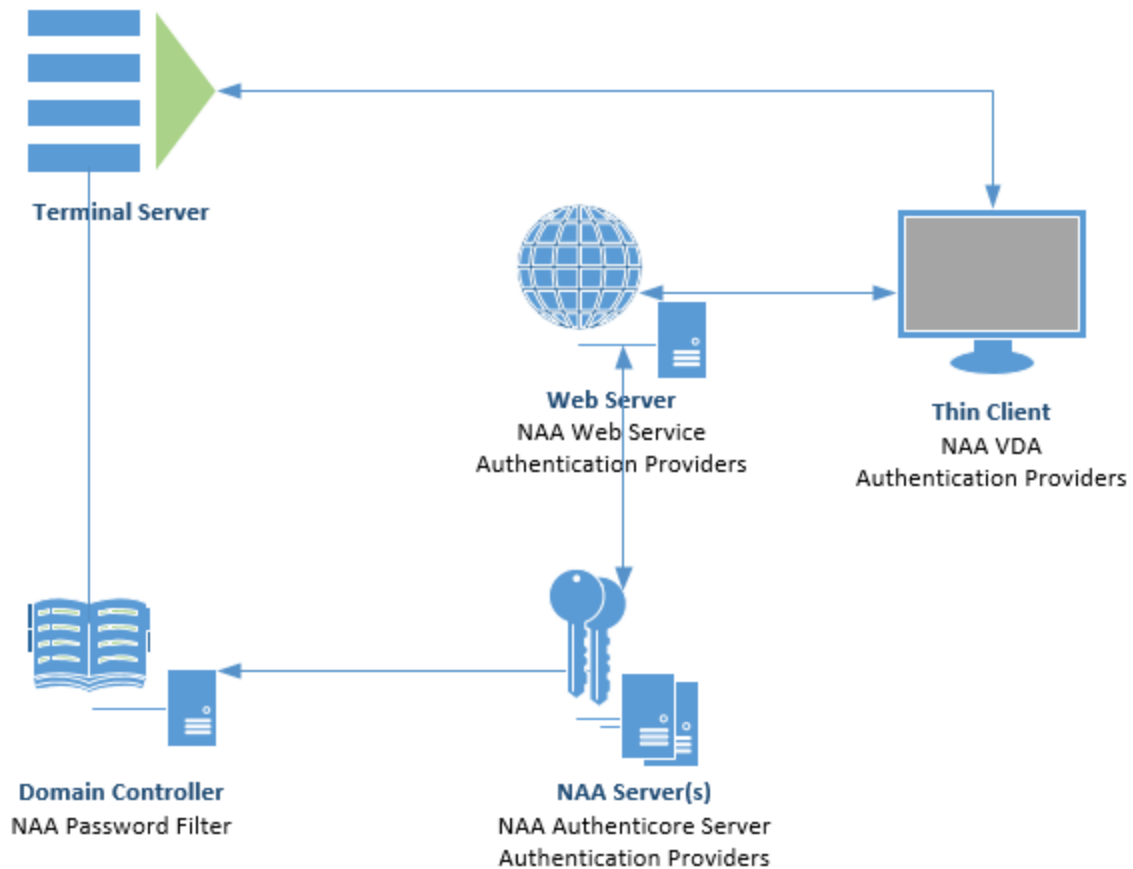 Terminal Server
Web Server
NAA Web Service
Authentication Providers
Thin Client
NAA VDA
Authentication Providers
Domain Controller
NAA Password Filter
NAA Server(s)
NAA Authenticore Server
Authentication Providers